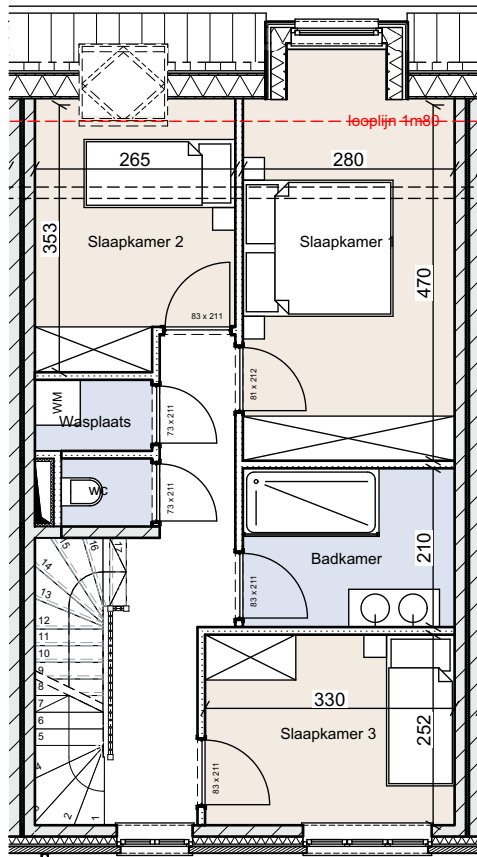 looplijn 1m80
265
280
353
Slaapkamer 2
Slaapkamer 1
470
83 x 211
81 x 212
WM
Wasplaats
73 x 211
wc
73 x 211
17
16
15
14
13
12
11
10
9
8
7
6
5
4
3
2
1
Badkamer
210
83 x 211
330
Slaapkamer 3
252
83 x 211